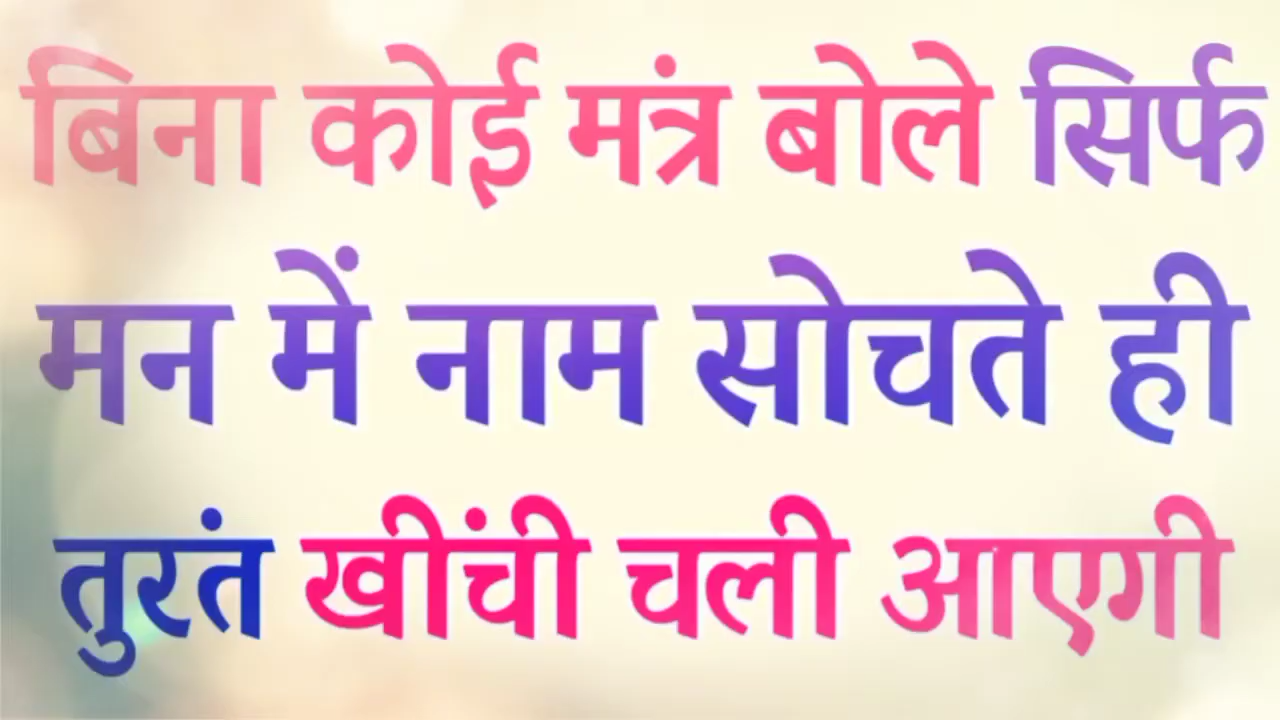 बिना कोई मंत्र बोले सिर्फ
मन में नाम सोचते ही
तुरंत खींची चली आएगी